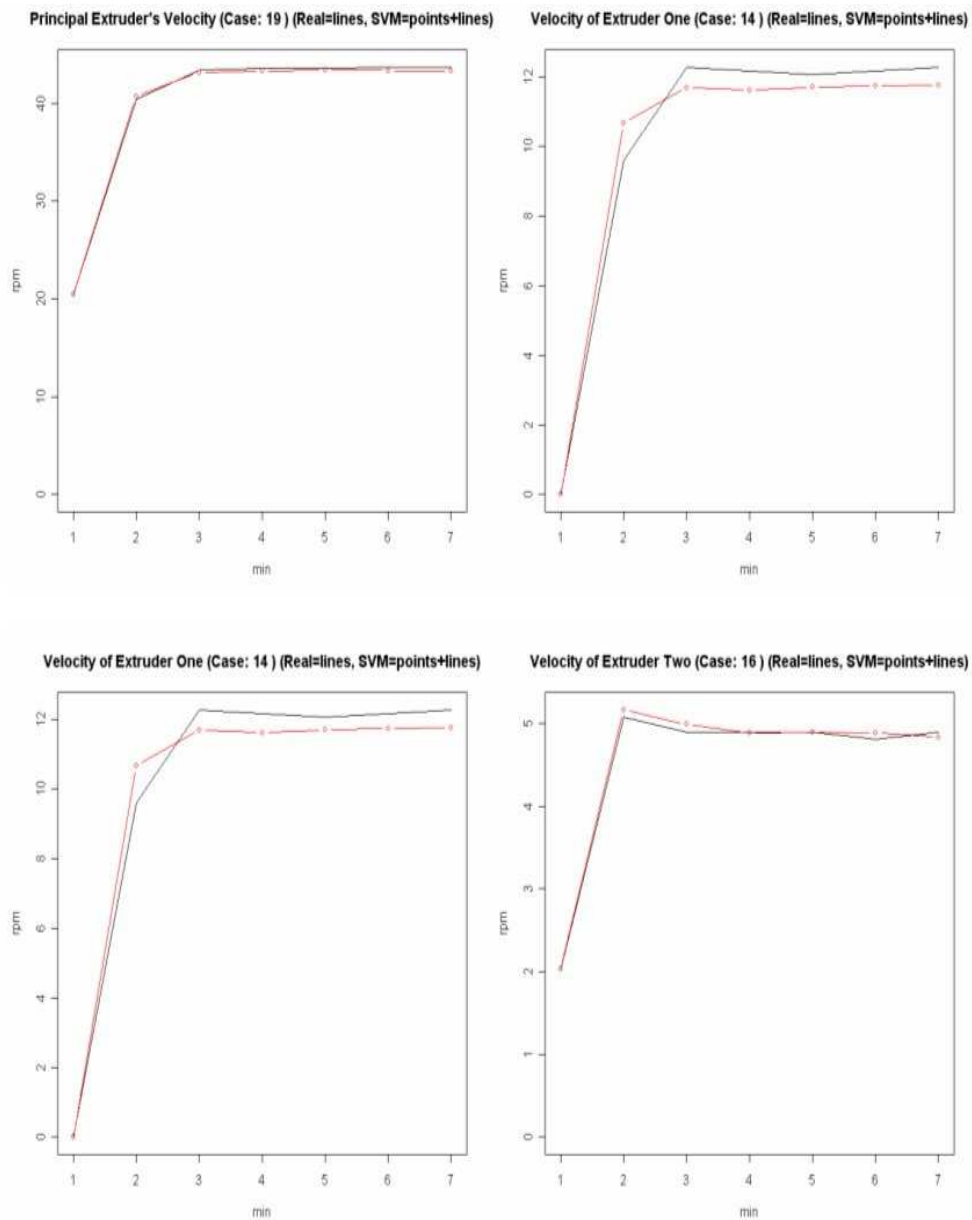 Principal Extruder's Velocity (Case: 19 ) (Real=lines, SVM=points+lines)
rpm
40
30
20
10
0
1 2 3 4 5 6 7
min
Velocity of Extruder One (Case: 14 ) (Real=lines, SVM=points+lines)
rpm
12
10
8
6
4
2
0
1 2 3 4 5 6 7
min
Velocity of Extruder One (Case: 14 ) (Real=lines, SVM=points+lines)
rpm
12
10
8
6
4
2
0
1 2 3 4 5 6 7
min
Velocity of Extruder Two (Case: 16 ) (Real=lines, SVM=points+lines)
rpm
5
4
3
2
1
0
1 2 3 4 5 6 7
min